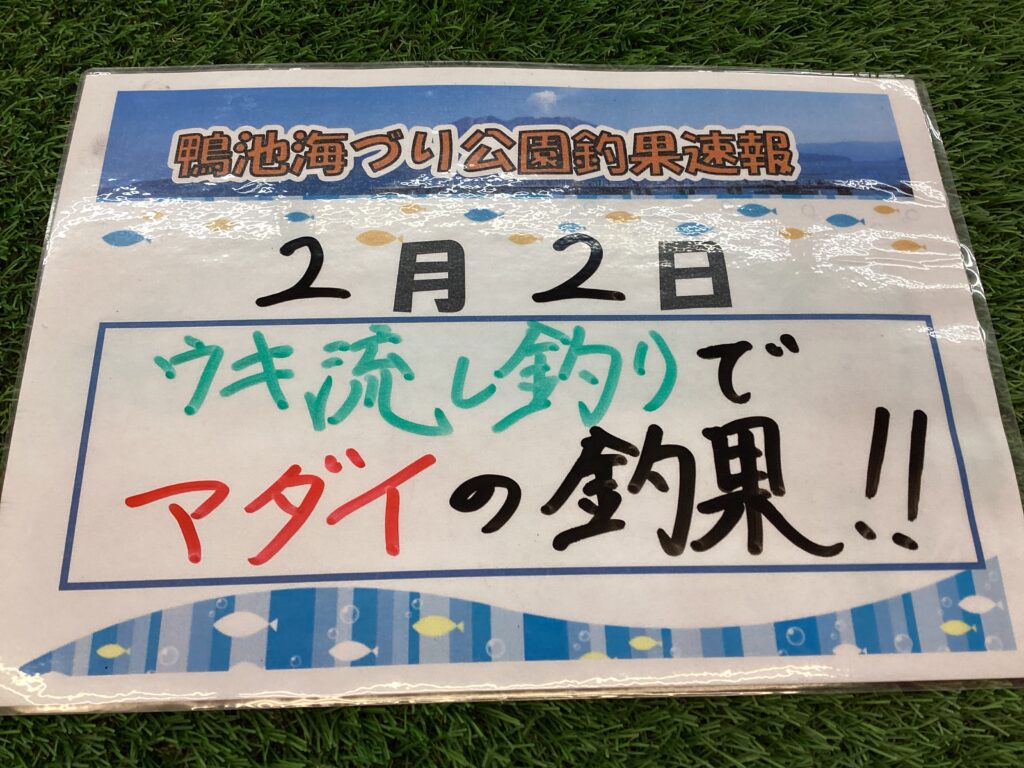 鴨池海づり公園釣果速報
2月2日
ウキ流し釣りで
アダイの釣果!!